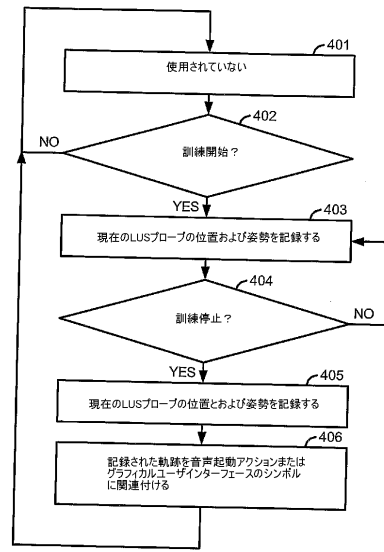 401
使用されていない
402
NO
訓練開始?
YES
403
現在のLUSプローブの位置および姿勢を記録する
404
訓練停止?
NO
YES
405
現在のLUSプローブの位置とおよび姿勢を記録する
406
記録された軌跡を音声起動アクションまたは
グラフィカルユーザインターフェースのシンボル
に関連付ける